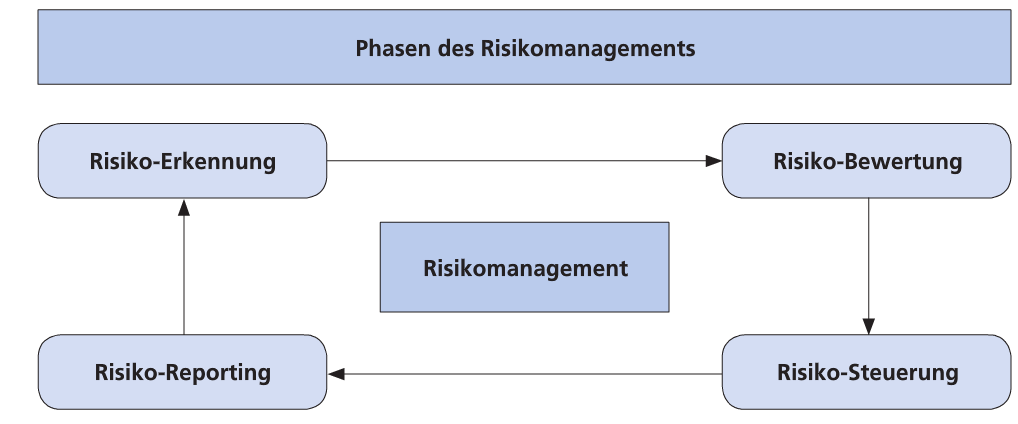 Phasen des Risikomanagements
Risiko-Erkennung
Risiko-Bewertung
Risikomanagement
Risiko-Reporting
Risiko-Steuerung